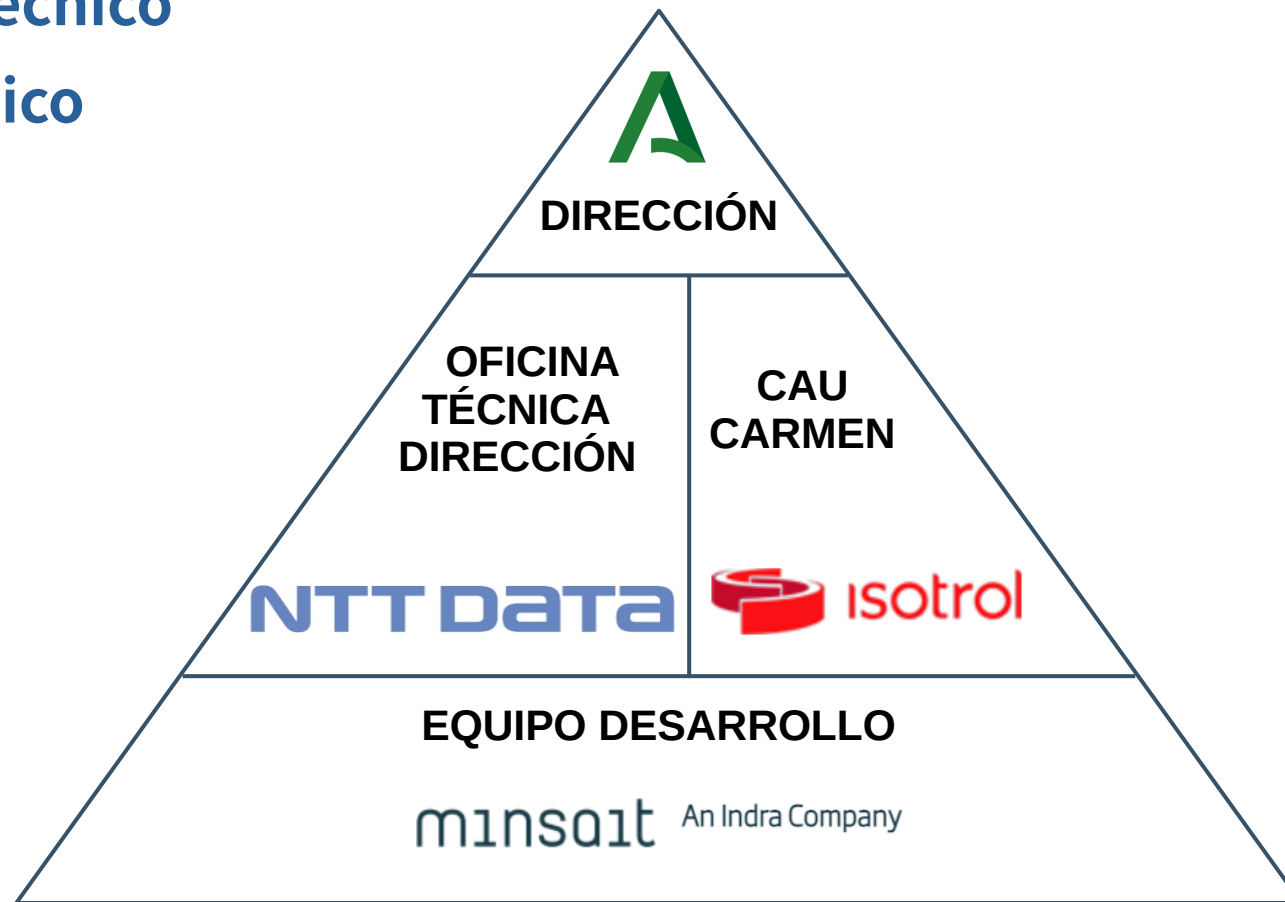 écnico
ico
DIRECCIÓN
OFICINA
TÉCNICA
DIRECCIÓN
CAU
CARMEN
NTT DATA
isotrol
EQUIPO DESARROLLO
minsait An Indra Company